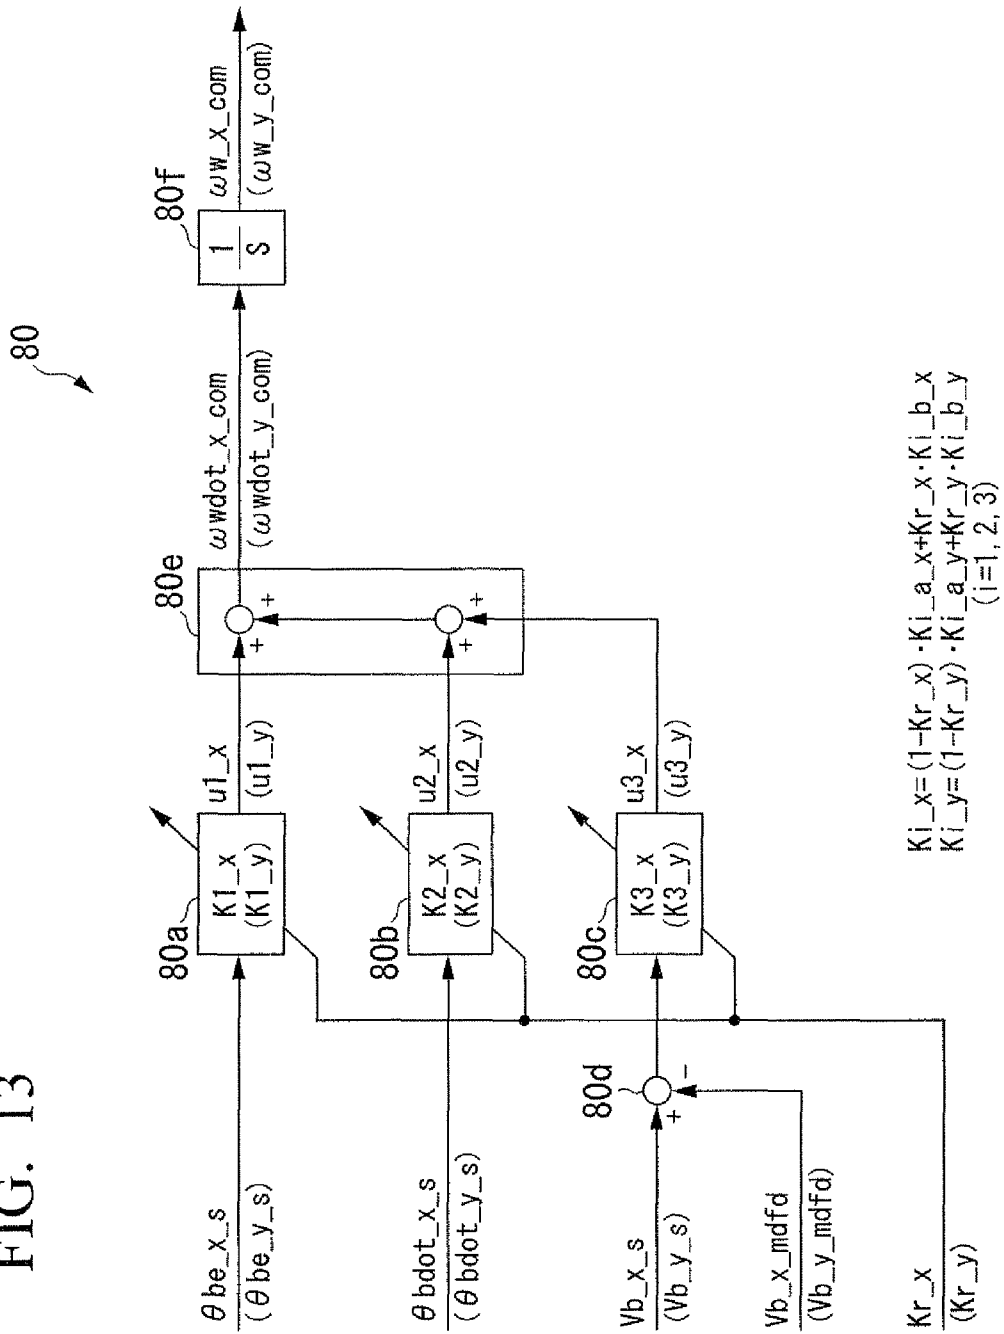 FIG. 13
80
θbe_x_s
(θbe_y_s)
80a
K1_x
(K1_y)
u1_x
(u1_y)
80e
+
+
ωwdot_x_com
(ωwdot_y_com)
80f
1
S
ωw_x_com
(ωw_y_com)
θbdot_x_s
(θbdot_y_s)
80b
K2_x
(K2_y)
u2_x
(u2_y)
+
+
Vb_x_s
(Vb_y_s)
80d
+
-
80c
K3_x
(K3_y)
u3_x
(u3_y)
Vb_x_mdfd
(Vb_y_mdfd)
Kr_x
(Kr_y)
Ki_x=(1-Kr_x)·Ki_a_x+Kr_x·Ki_b_x
Ki_y=(1-Kr_y)·Ki_a_y+Kr_y·Ki_b_y
(i=1, 2, 3)